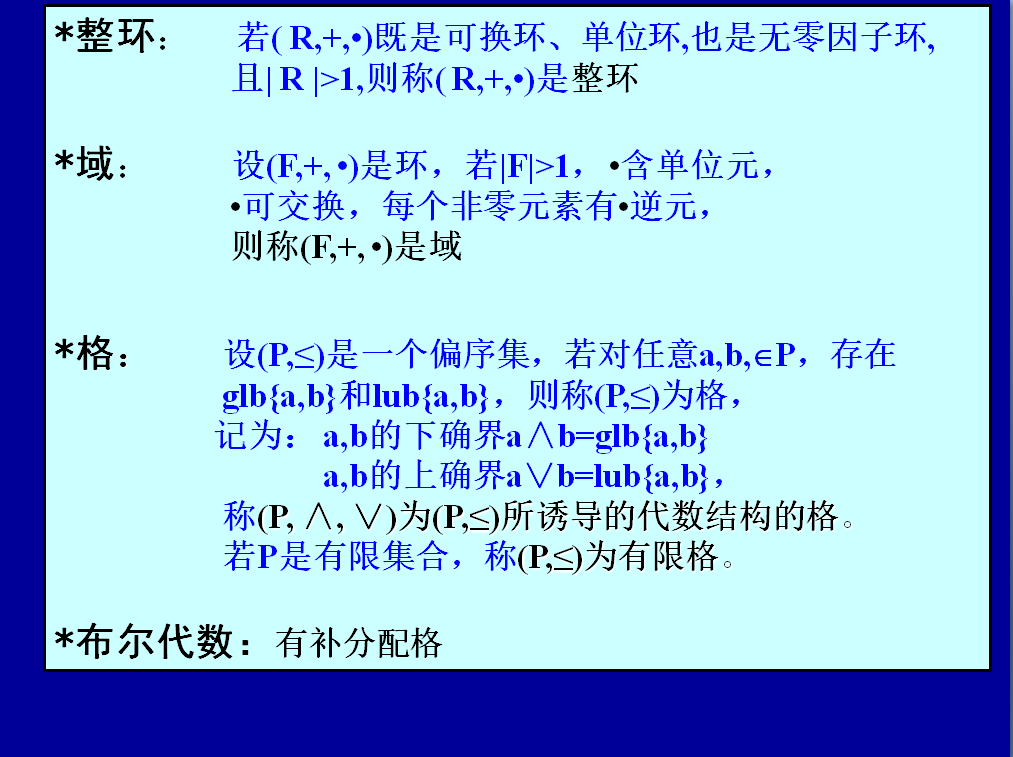 *整环： 若( R,+,•)既是可换环、单位环,也是无零因子环,
且| R |>1,则称( R,+,•)是整环
*域： 设(F,+, •)是环，若|F|>1， •含单位元，
•可交换，每个非零元素有•逆元，
则称(F,+, •)是域
*格： 设(P,≤)是一个偏序集，若对任意a,b,∈P，存在
glb{a,b}和lub{a,b}，则称(P,≤)为格，
记为： a,b的下确界a∧b=glb{a,b}
a,b的上确界a∨b=lub{a,b}，
称(P, ∧, ∨)为(P,≤)所诱导的代数结构的格。
若P是有限集合，称(P,≤)为有限格。
*布尔代数：有补分配格